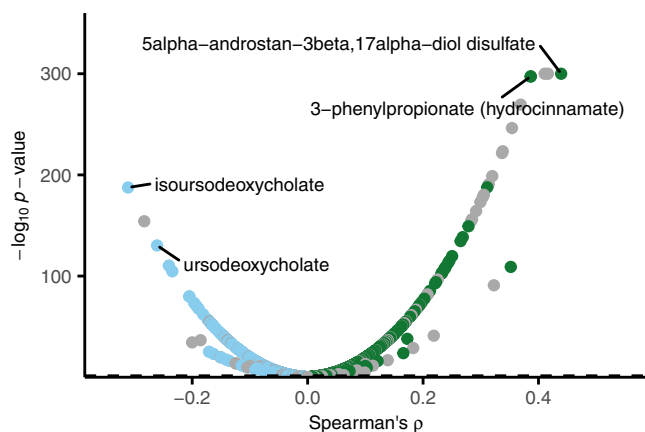 5alpha−androstan−3beta,17alpha−diol disulfate
300
3−phenylpropionate (hydrocinnamate)
200
isoursodeoxycholate
ursodeoxycholate
100
−log10 p−value
−0.2 0.0 0.2 0.4
Spearman's ρ